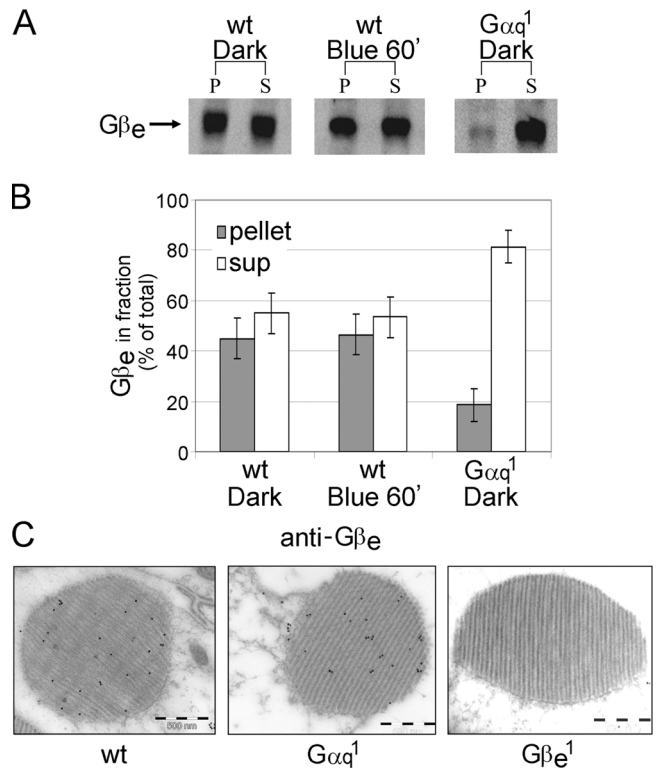 A
wt Dark
wt Blue 60’
Gαq¹ Dark
P S
P S
P S
Gβe
B
Gβe in fraction (% of total)
100
80
60
40
20
0
pellet
sup
wt Dark
wt Blue 60’
Gαq¹ Dark
C
anti-Gβe
500 nm
wt
Gαq¹
Gβe¹